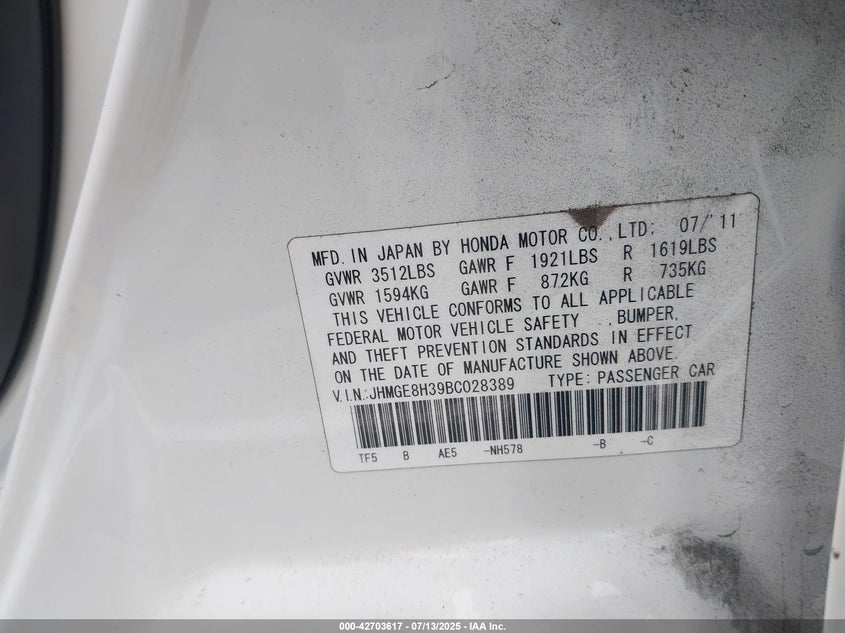 MFD. IN JAPAN BY HONDA MOTOR CO., LTD; 07/'11
GVWR 3512LBS GAWR F 1921LBS R 1619LBS
GVWR 1594KG GAWR F 872KG R 735KG
THIS VEHICLE CONFORMS TO ALL APPLICABLE
FEDERAL MOTOR VEHICLE SAFETY , BUMPER,
AND THEFT PREVENTION STANDARDS IN EFFECT
ON THE DATE OF MANUFACTURE SHOWN ABOVE.
V.I.N.:JHMGE8H39BC028389 TYPE: PASSENGER CAR
TF5 B AE5 -NH578 -B -C
000-42703617 - 07/13/2025 - IAA Inc.